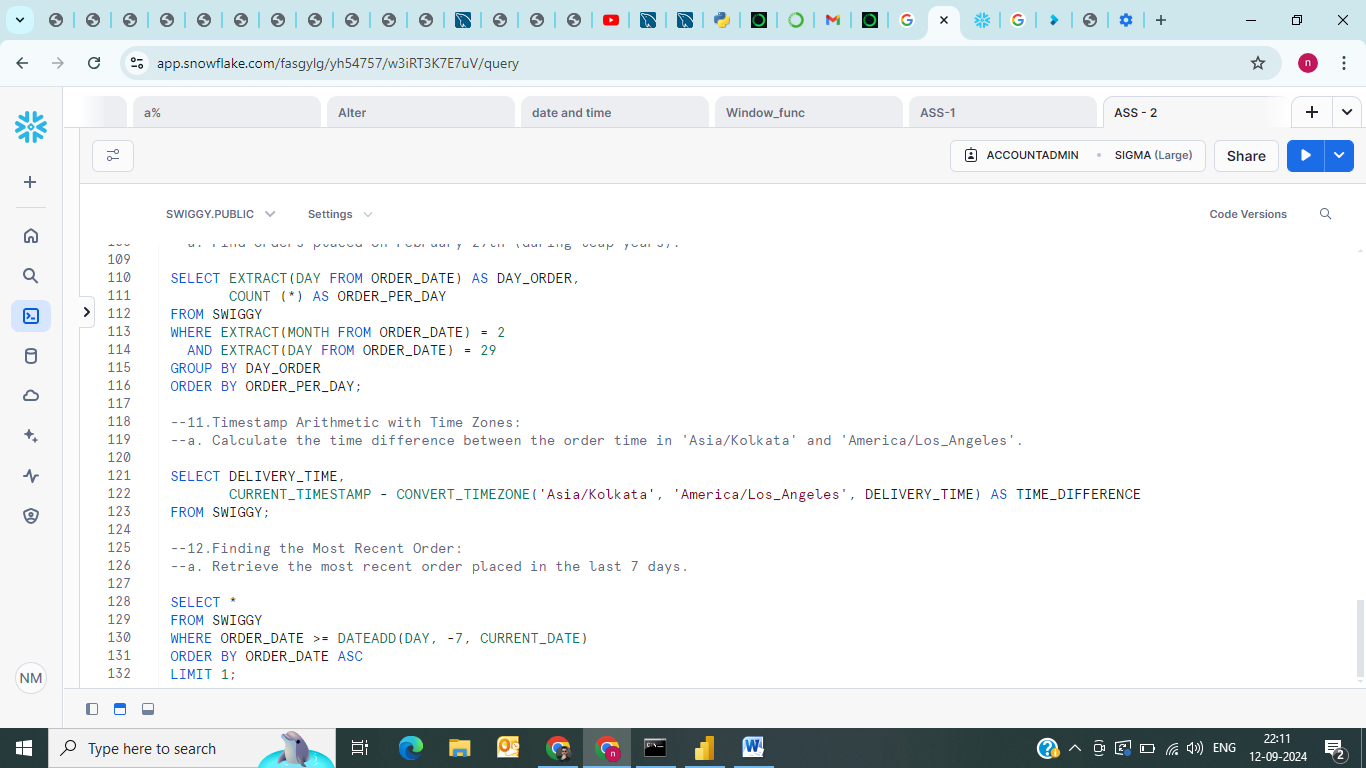 app.snowflake.com/fasgylg/yh54757/w3iRT3K7E7uV/query
n
a%
Alter
date and time
Window_func
ASS-1
ASS - 2
ACCOUNTADMIN
SIGMA (Large)
Share
SWIGGY.PUBLIC
Settings
Code Versions
109
110 SELECT EXTRACT(DAY FROM ORDER_DATE) AS DAY_ORDER,
111 COUNT (*) AS ORDER_PER_DAY
112 FROM SWIGGY
113 WHERE EXTRACT(MONTH FROM ORDER_DATE) = 2
114 AND EXTRACT(DAY FROM ORDER_DATE) = 29
115 GROUP BY DAY_ORDER
116 ORDER BY ORDER_PER_DAY;
117
118 --11.Timestamp Arithmetic with Time Zones:
119 --a. Calculate the time difference between the order time in 'Asia/Kolkata' and 'America/Los_Angeles'.
120
121 SELECT DELIVERY_TIME,
122 CURRENT_TIMESTAMP - CONVERT_TIMEZONE('Asia/Kolkata', 'America/Los_Angeles', DELIVERY_TIME) AS TIME_DIFFERENCE
123 FROM SWIGGY;
124
125 --12.Finding the Most Recent Order:
126 --a. Retrieve the most recent order placed in the last 7 days.
127
128 SELECT *
129 FROM SWIGGY
130 WHERE ORDER_DATE >= DATEADD(DAY, -7, CURRENT_DATE)
131 ORDER BY ORDER_DATE ASC
132 LIMIT 1;
NM
Type here to search
ENG
22:11
12-09-2024
2